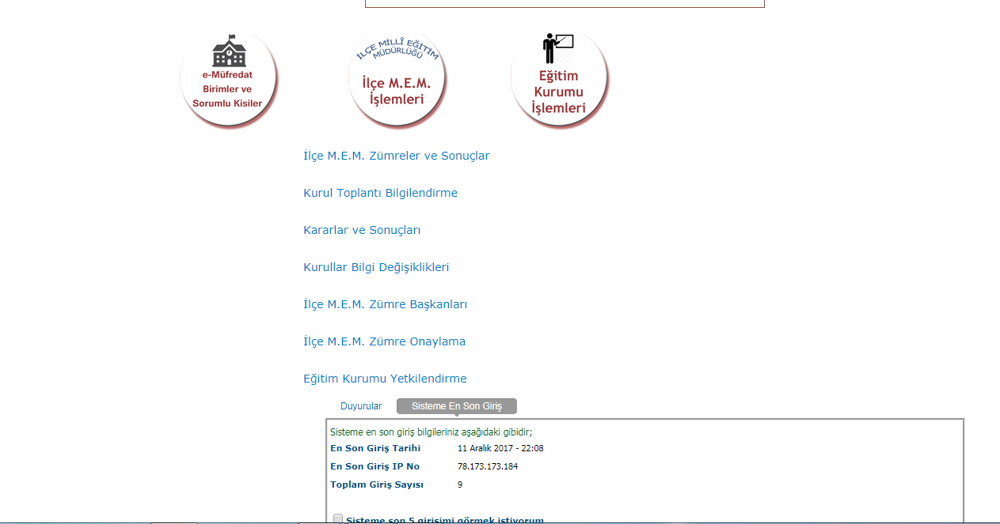 e-Müfredat
Birimler ve
Sorumlu Kisiler
İLÇE MİLLÎ EĞİTİM
MÜDÜRLÜĞÜ
İlçe M.E.M.
İşlemleri
Eğitim
Kurumu
İşlemleri
İlçe M.E.M. Zümreler ve Sonuçlar
Kurul Toplantı Bilgilendirme
Kararlar ve Sonuçları
Kurullar Bilgi Değişiklikleri
İlçe M.E.M. Zümre Başkanları
İlçe M.E.M. Zümre Onaylama
Eğitim Kurumu Yetkilendirme
Duyurular Sisteme En Son Giriş
Sisteme en son giriş bilgileriniz aşağıdaki gibidir;
En Son Giriş Tarihi 11 Aralık 2017 - 22:08
En Son Giriş IP No 78.173.173.184
Toplam Giriş Sayısı 9
Sisteme son 5 girişimi görmek istiyorum